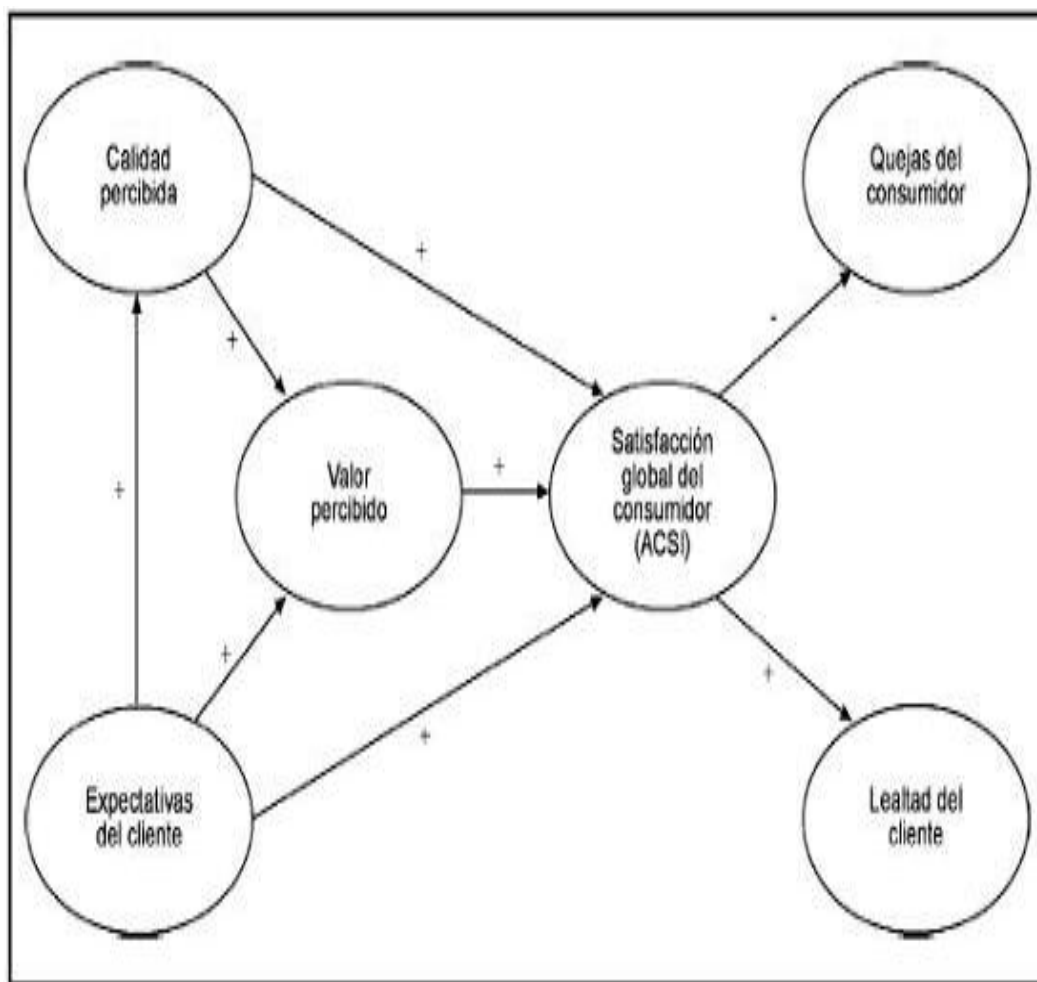 Calidad
percibida
Quejas del
consumidor
+
+
-
Valor
percibido
+
Satisfacción
global del
consumidor
(ACSI)
+
+
+
+
Expectativas
del cliente
Lealtad del
cliente